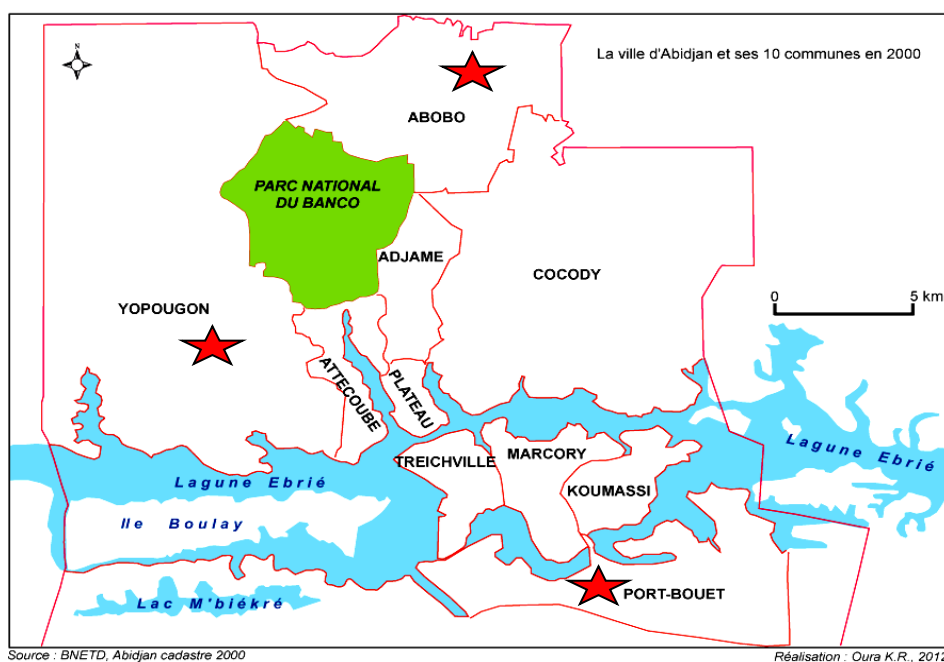 N
La ville d'Abidjan et ses 10 communes en 2000
ABOBO
PARC NATIONAL
DU BANCO
ADJAME
COCODY
0 5 km
YOPOUGON
ATTECOUBE
PLATEAU
TREICHVILLE
MARCORY
Lagune Ebrié
KOUMASSI
Lagune Ebrié
Ile Boulay
PORT-BOUET
Lac M'biékré
Source : BNETD, Abidjan cadastre 2000
Réalisation : Oura K.R., 2012